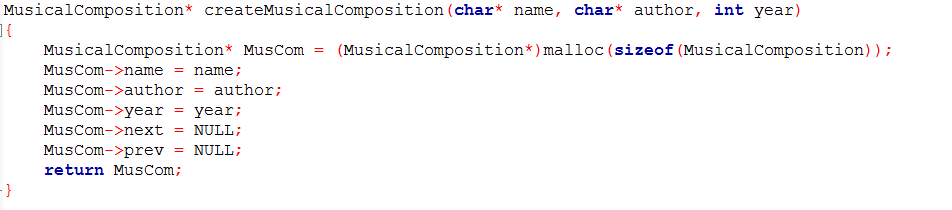 MusicalComposition* createMusicalComposition(char* name, char* author, int year)
{
    MusicalComposition* MusCom = (MusicalComposition*)malloc(sizeof(MusicalComposition));
    MusCom->name = name;
    MusCom->author = author;
    MusCom->year = year;
    MusCom->next = NULL;
    MusCom->prev = NULL;
    return MusCom;
}